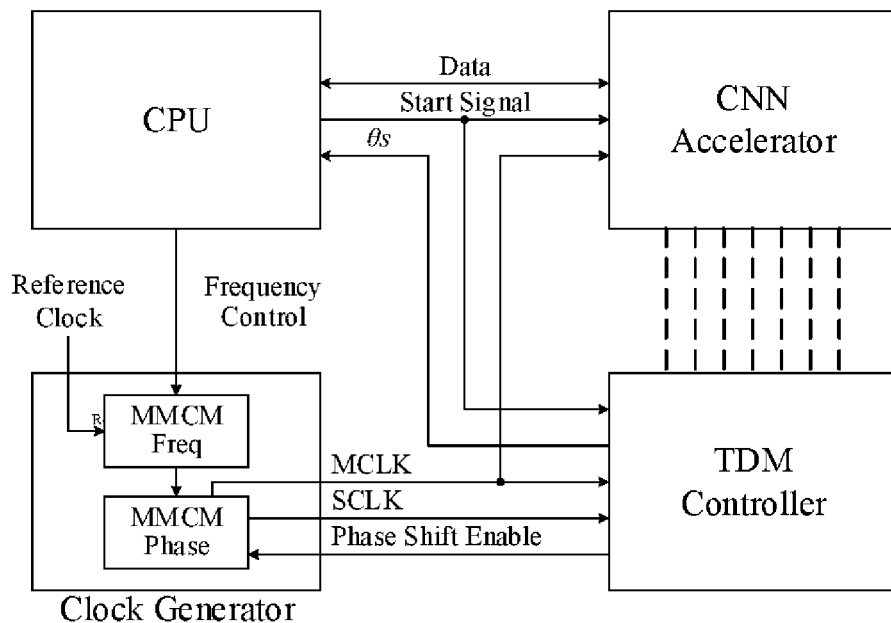 CPU
Data
Start Signal
θs
CNN
Accelerator
Reference
Clock
Frequency
Control
MMCM
Freq
MMCM
Phase
MCLK
SCLK
Phase Shift Enable
TDM
Controller
Clock Generator